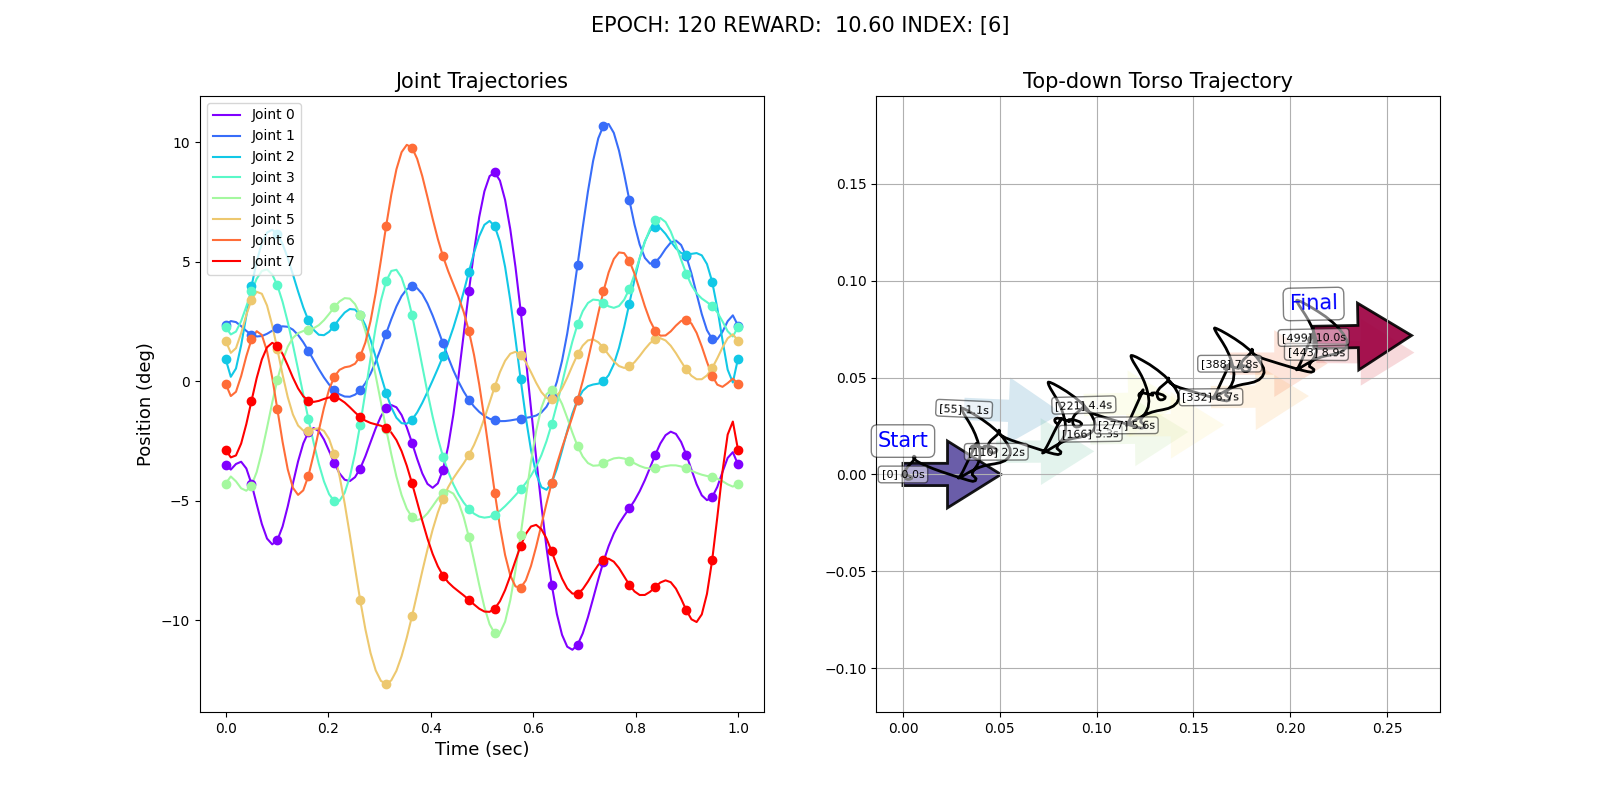 EPOCH: 120 REWARD:  10.60 INDEX: [6]
Joint Trajectories
Position (deg)
10
5
0
−5
−10
Joint 0
Joint 1
Joint 2
Joint 3
Joint 4
Joint 5
Joint 6
Joint 7
0.0
0.2
0.4
0.6
0.8
1.0
Time (sec)
Top-down Torso Trajectory
0.15
0.10
0.05
0.00
−0.05
−0.10
Final
[499] 10.0s
[443] 8.9s
[388] 7.8s
[332] 6.7s
[55] 1.1s
[221] 4.4s
[277] 5.6s
[166] 3.3s
Start
[110] 2.2s
[0] 0.0s
0.00
0.05
0.10
0.15
0.20
0.25